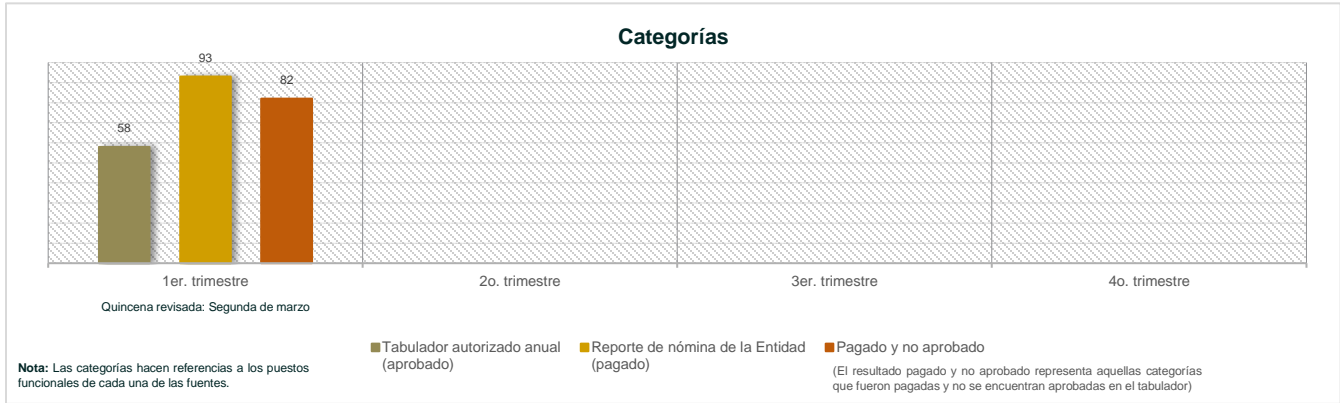 Categorías
93
82
58
1er. trimestre
2o. trimestre
3er. trimestre
4o. trimestre
Quincena revisada: Segunda de marzo
Tabulador autorizado anual
(aprobado)
Reporte de nómina de la Entidad
(pagado)
Pagado y no aprobado
(El resultado pagado y no aprobado representa aquellas categorías
que fueron pagadas y no se encuentran aprobadas en el tabulador)
Nota: Las categorías hacen referencias a los puestos
funcionales de cada una de las fuentes.